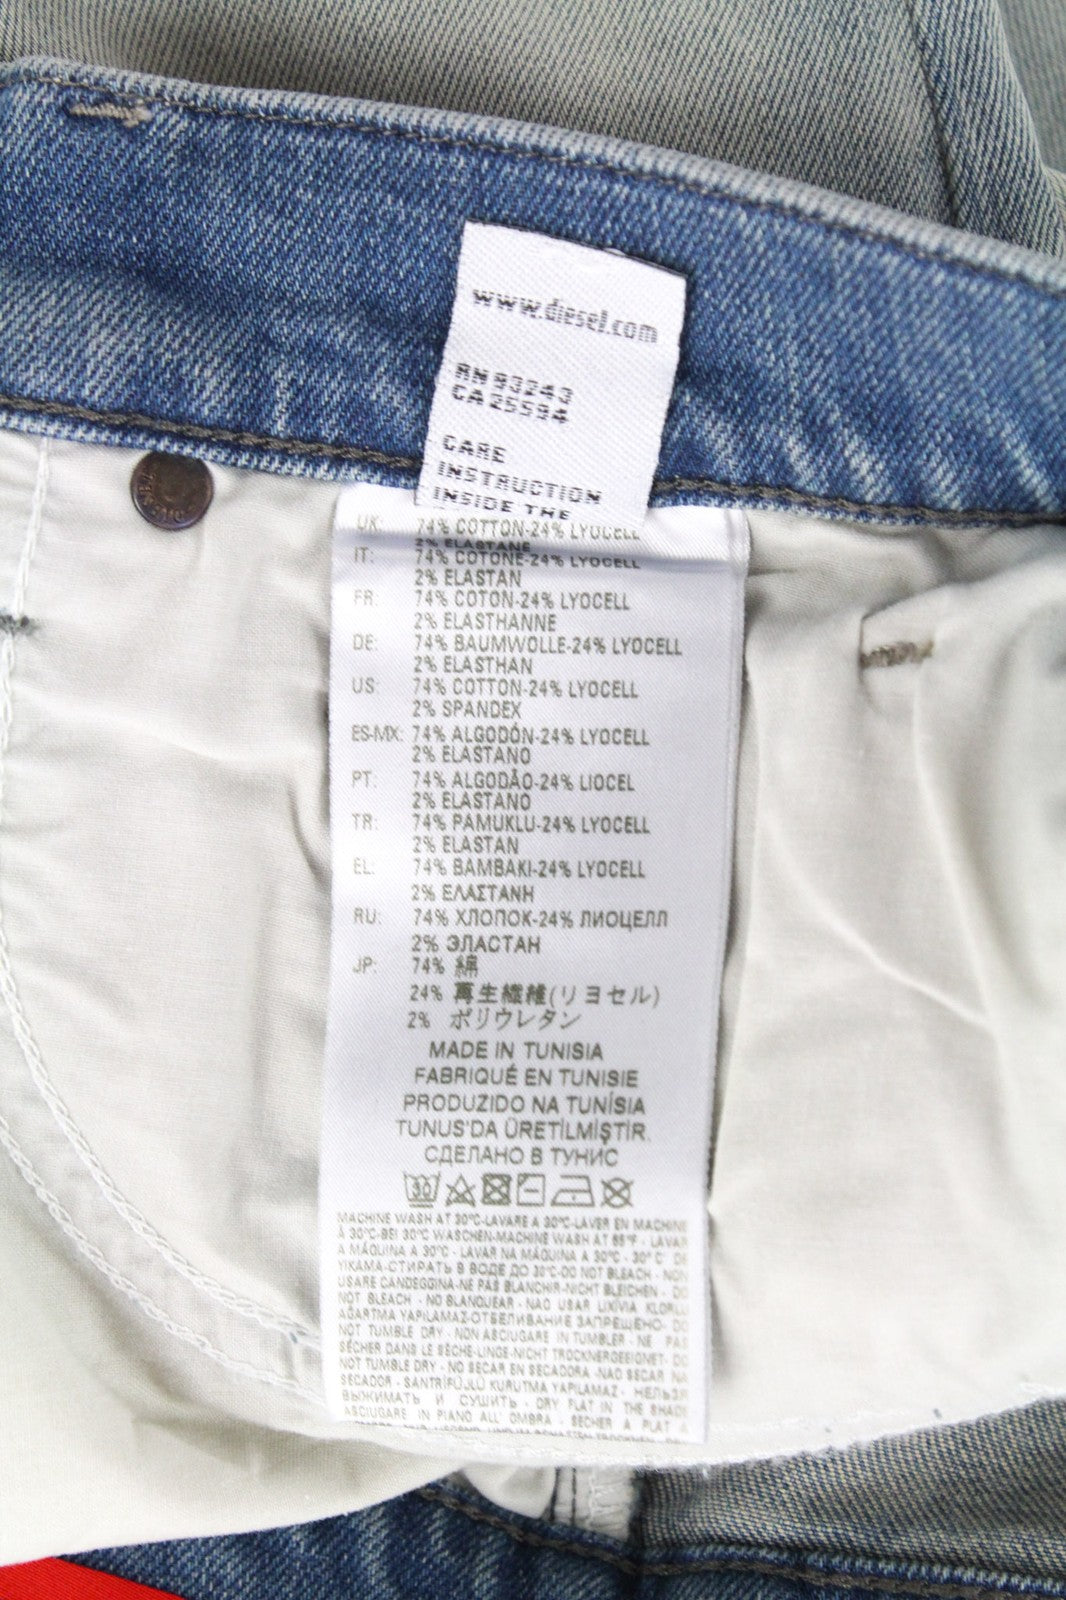 www.diesel.com
RN 93243
CA 25594
CARE
INSTRUCTION
INSIDE THE
UK: 74% COTTON-24% LYOCELL
2% ELASTANE
IT: 74% COTONE-24% LYOCELL
2% ELASTAN
FR: 74% COTON-24% LYOCELL
2% ELASTHANNE
DE: 74% BAUMWOLLE-24% LYOCELL
2% ELASTHAN
US: 74% COTTON-24% LYOCELL
2% SPANDEX
ES-MX: 74% ALGODÓN-24% LYOCELL
2% ELASTANO
PT: 74% ALGODÃO-24% LIOCEL
2% ELASTANO
TR: 74% PAMUKLU-24% LYOCELL
2% ELASTAN
EL: 74% BAMBAKI-24% LYOCELL
2% ΕΛΑΣΤΑΝΗ
RU: 74% ХЛОПОК-24% ЛИОЦЕЛЛ
2% ЭЛАСТАН
JP: 74% 綿
24% 再生繊維(リヨセル)
2% ポリウレタン
MADE IN TUNISIA
FABRIQUÉ EN TUNISIE
PRODUZIDO NA TUNÍSIA
TUNUS'DA ÜRETİLMİŞTİR.
СДЕЛАНО В ТУНИС
30
MACHINE WASH AT 30°C-LAVARE A 30°C-LAVER EN MACHINE
À 30°C-BEI 30°C WASCHEN-MACHINE WASH AT 85°F - LAVAR
A MÁQUINA A 30°C - LAVAR NA MÁQUINA A 30°C - 30° C' DE
YIKAMA-СТИРАТЬ В ВОДЕ ДО 30°C-DO NOT BLEACH - NON
USARE CANDEGGINA-NE PAS BLANCHIR-NICHT BLEICHEN - DO
NOT BLEACH - NO BLANQUEAR - NAO USAR LIXÍVIA KLORLU
AĞARTMA YAPILAMAZ-ОТБЕЛИВАНИЕ ЗАПРЕЩЕНО- DO
NOT TUMBLE DRY - NON ASCIUGARE IN TUMBLER - NE PAS
SÉCHER DANS LE SÈCHE-LINGE-NICHT TROCKNERGEEIGNET- DO
NOT TUMBLE DRY - NO SECAR EN SECADORA -NAO SECAR NA
SECADOR - SANTRİFÜJLÜ KURUTMA YAPILAMAZ - НЕЛЬЗЯ
ВЫЖИМАТЬ И СУШИТЬ - DRY FLAT IN THE SHADE
ASCIUGARE IN PIANO ALL' OMBRA - SÉCHER A PLAT A